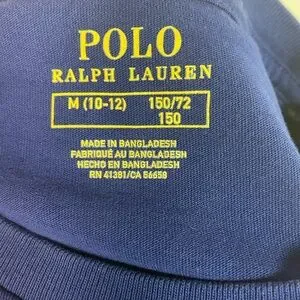 POLO
RALPH LAUREN
M (10-12) 150/72
150
MADE IN BANGLADESH
FABRIQUÉ AU BANGLADESH
HECHO EN BANGLADESH
RN 41381/CA 56658